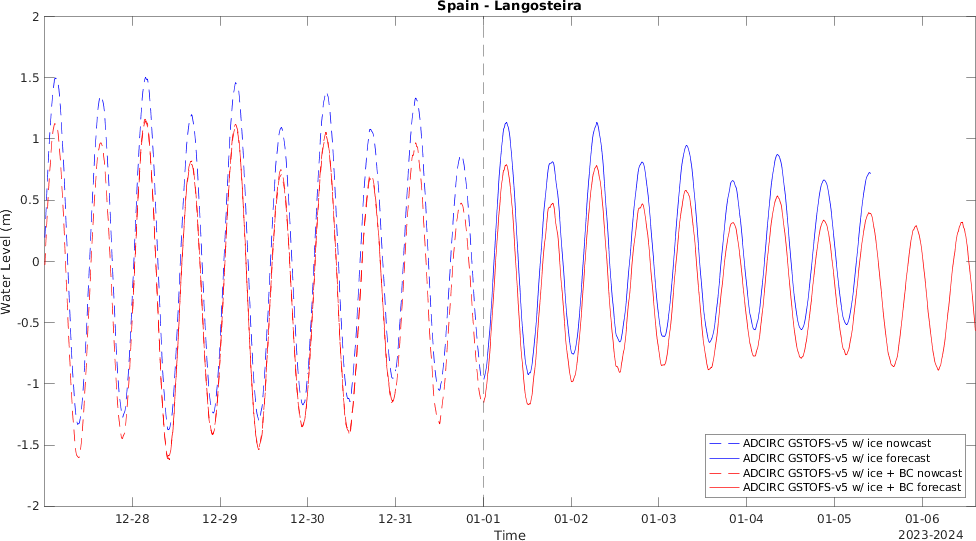 Spain - Langosteira
2
1.5
1
0.5
0
-0.5
-1
-1.5
-2
Water Level (m)
ADCIRC GSTOFS-v5 w/ ice nowcast
ADCIRC GSTOFS-v5 w/ ice forecast
ADCIRC GSTOFS-v5 w/ ice + BC nowcast
ADCIRC GSTOFS-v5 w/ ice + BC forecast
12-28 12-29 12-30 12-31 01-01 01-02 01-03 01-04 01-05 01-06
Time
2023-2024